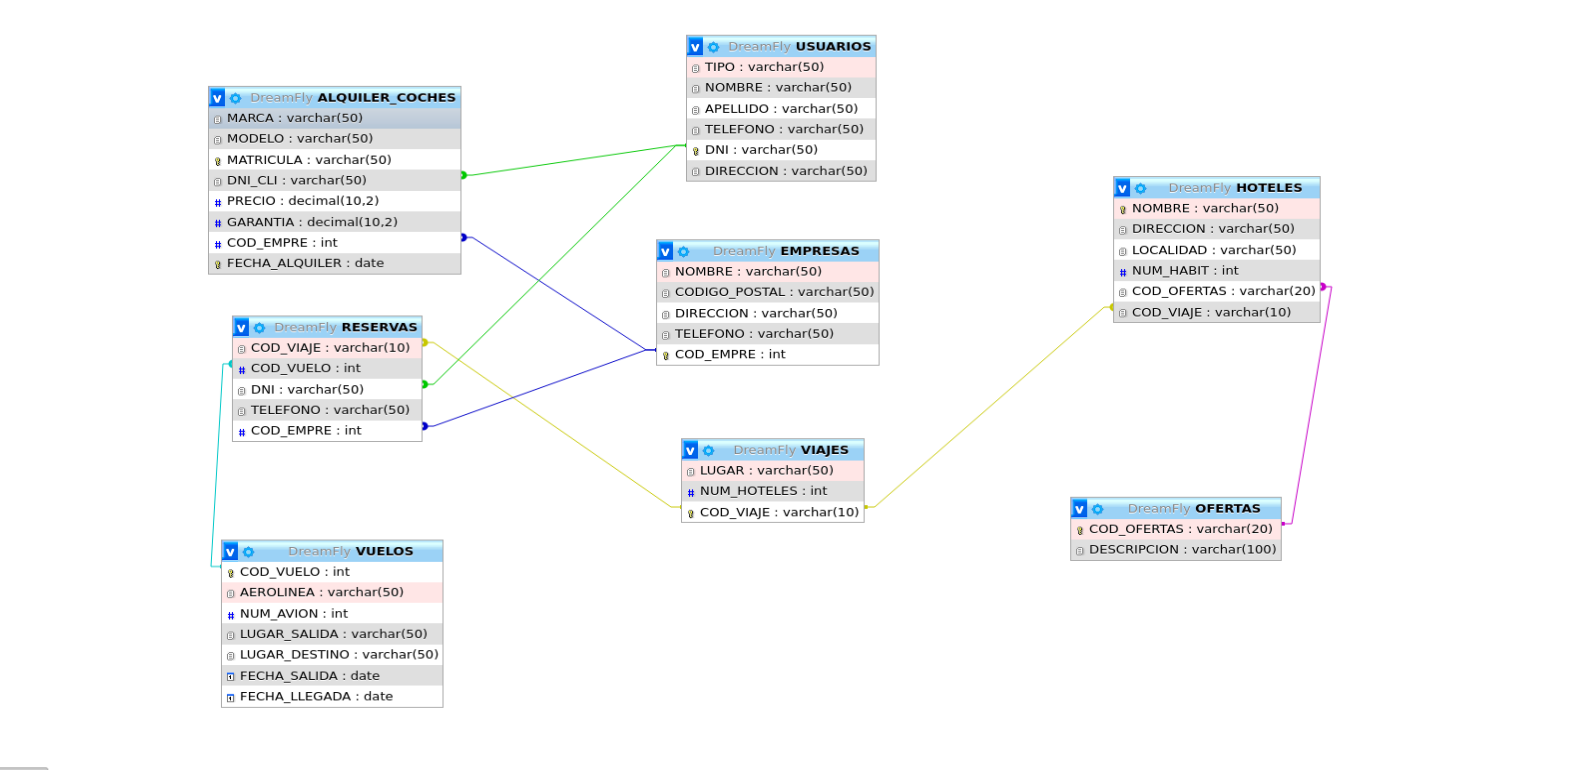 DreamFly USUARIOS
TIPO : varchar(50)
NOMBRE : varchar(50)
APELLIDO : varchar(50)
TELEFONO : varchar(50)
DNI : varchar(50)
DIRECCION : varchar(50)
DreamFly ALQUILER_COCHES
MARCA : varchar(50)
MODELO : varchar(50)
MATRICULA : varchar(50)
DNI_CLI : varchar(50)
PRECIO : decimal(10,2)
GARANTIA : decimal(10,2)
COD_EMPRE : int
FECHA_ALQUILER : date
DreamFly HOTELES
NOMBRE : varchar(50)
DIRECCION : varchar(50)
LOCALIDAD : varchar(50)
NUM_HABIT : int
COD_OFERTAS : varchar(20)
COD_VIAJE : varchar(10)
DreamFly EMPRESAS
NOMBRE : varchar(50)
CODIGO_POSTAL : varchar(50)
DIRECCION : varchar(50)
TELEFONO : varchar(50)
COD_EMPRE : int
DreamFly RESERVAS
COD_VIAJE : varchar(10)
COD_VUELO : int
DNI : varchar(50)
TELEFONO : varchar(50)
COD_EMPRE : int
DreamFly VIAJES
LUGAR : varchar(50)
NUM_HOTELES : int
COD_VIAJE : varchar(10)
DreamFly OFERTAS
COD_OFERTAS : varchar(20)
DESCRIPCION : varchar(100)
DreamFly VUELOS
COD_VUELO : int
AEROLINEA : varchar(50)
NUM_AVION : int
LUGAR_SALIDA : varchar(50)
LUGAR_DESTINO : varchar(50)
FECHA_SALIDA : date
FECHA_LLEGADA : date